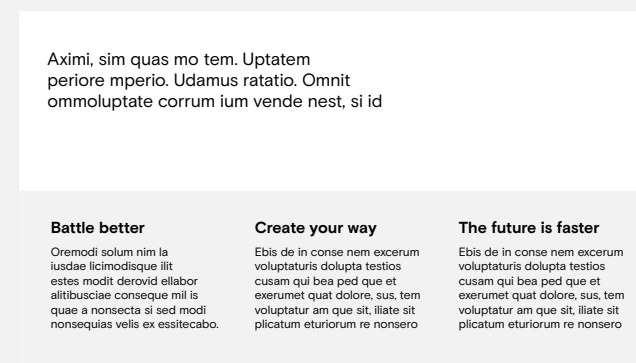 Aximi, sim quas mo tem. Uptatem
periore mperio. Udamus ratatio. Omnit
ommoluptate corrum ium vende nest, si id
Battle better
Oremodi solum nim la
iusdae licimodisque ilit
estes modit derovid ellabor
alitibusciae conseque mil is
quae a nonsecta si sed modi
nonsequias velis ex essitecabo.
Create your way
Ebis de in conse nem excerum
voluptaturis dolupta testios
cusam qui bea ped que et
exerumet quat dolore, sus, tem
voluptatur am que sit, iliate sit
plicatum eturiorum re nonsero
The future is faster
Ebis de in conse nem excerum
voluptaturis dolupta testios
cusam qui bea ped que et
exerumet quat dolore, sus, tem
voluptatur am que sit, iliate sit
plicatum eturiorum re nonsero